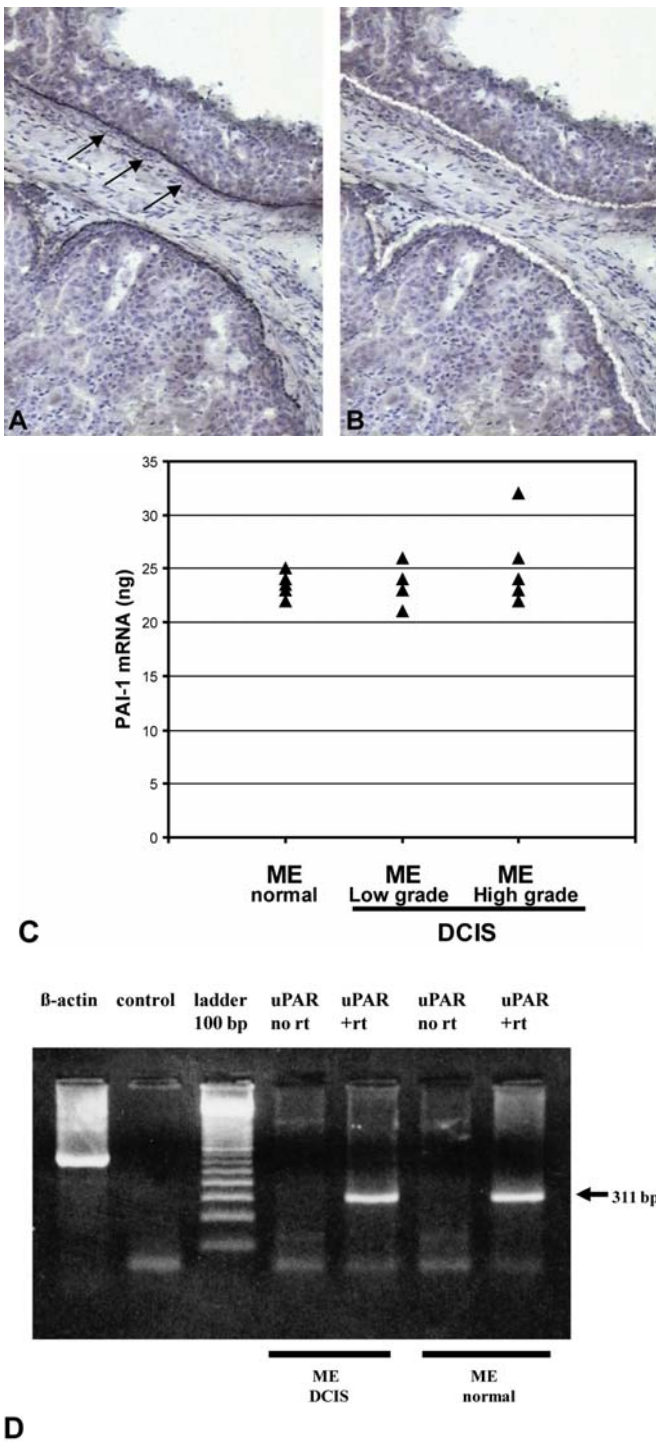 A
B
35
30
25
20
15
10
5
0
PAI-1 mRNA (ng)
ME normal
ME Low grade
ME High grade
DCIS
C
ß-actin control ladder uPAR uPAR uPAR uPAR
100 bp no rt +rt no rt +rt
311 bp
ME ME
DCIS normal
D